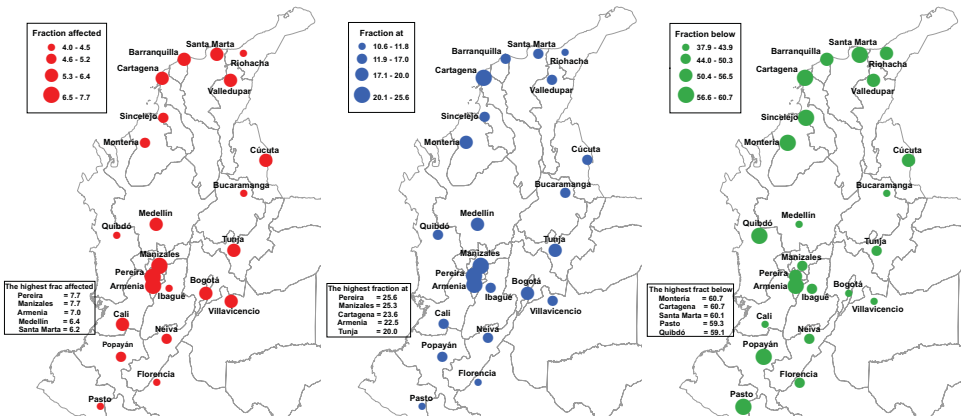 Fraction affected
4.0 - 4.5
4.6 - 5.2
5.3 - 6.4
6.5 - 7.7
Santa Marta
Barranquilla
Riohacha
Cartagena
Valledupar
Sincelejo
Montería
Cúcuta
Bucaramanga
Medellín
Quibdó
Tunja
Manizales
Pereira
Armenia
Ibagué
Bogotá
Villavicencio
Cali
Neiva
Popayán
Florencia
Pasto
The highest frac affected
Pereira = 7.7
Manizales = 7.7
Armenia = 7.0
Medellín = 6.4
Santa Marta = 6.2
Fraction at
10.6 - 11.8
11.9 - 17.0
17.1 - 20.0
20.1 - 25.6
Santa Marta
Barranquilla
Riohacha
Cartagena
Valledupar
Sincelejo
Montería
Cúcuta
Bucaramanga
Medellín
Quibdó
Tunja
Manizales
Pereira
Armenia
Ibagué
Bogotá
Villavicencio
Cali
Neiva
Popayán
Florencia
Pasto
The highest fraction at
Pereira = 25.6
Manizales = 25.3
Cartagena = 23.6
Armenia = 22.5
Tunja = 20.0
Fraction below
37.9 - 43.9
44.0 - 50.3
50.4 - 56.5
56.6 - 60.7
Santa Marta
Barranquilla
Riohacha
Cartagena
Valledupar
Sincelejo
Montería
Cúcuta
Bucaramanga
Medellín
Quibdó
Tunja
Manizales
Pereira
Armenia
Ibagué
Bogotá
Villavicencio
Cali
Neiva
Popayán
Florencia
Pasto
The highest frac below
Monteria = 60.7
Cartagena = 60.7
Santa Marta = 60.1
Pasto = 59.3
Quibdó = 59.1